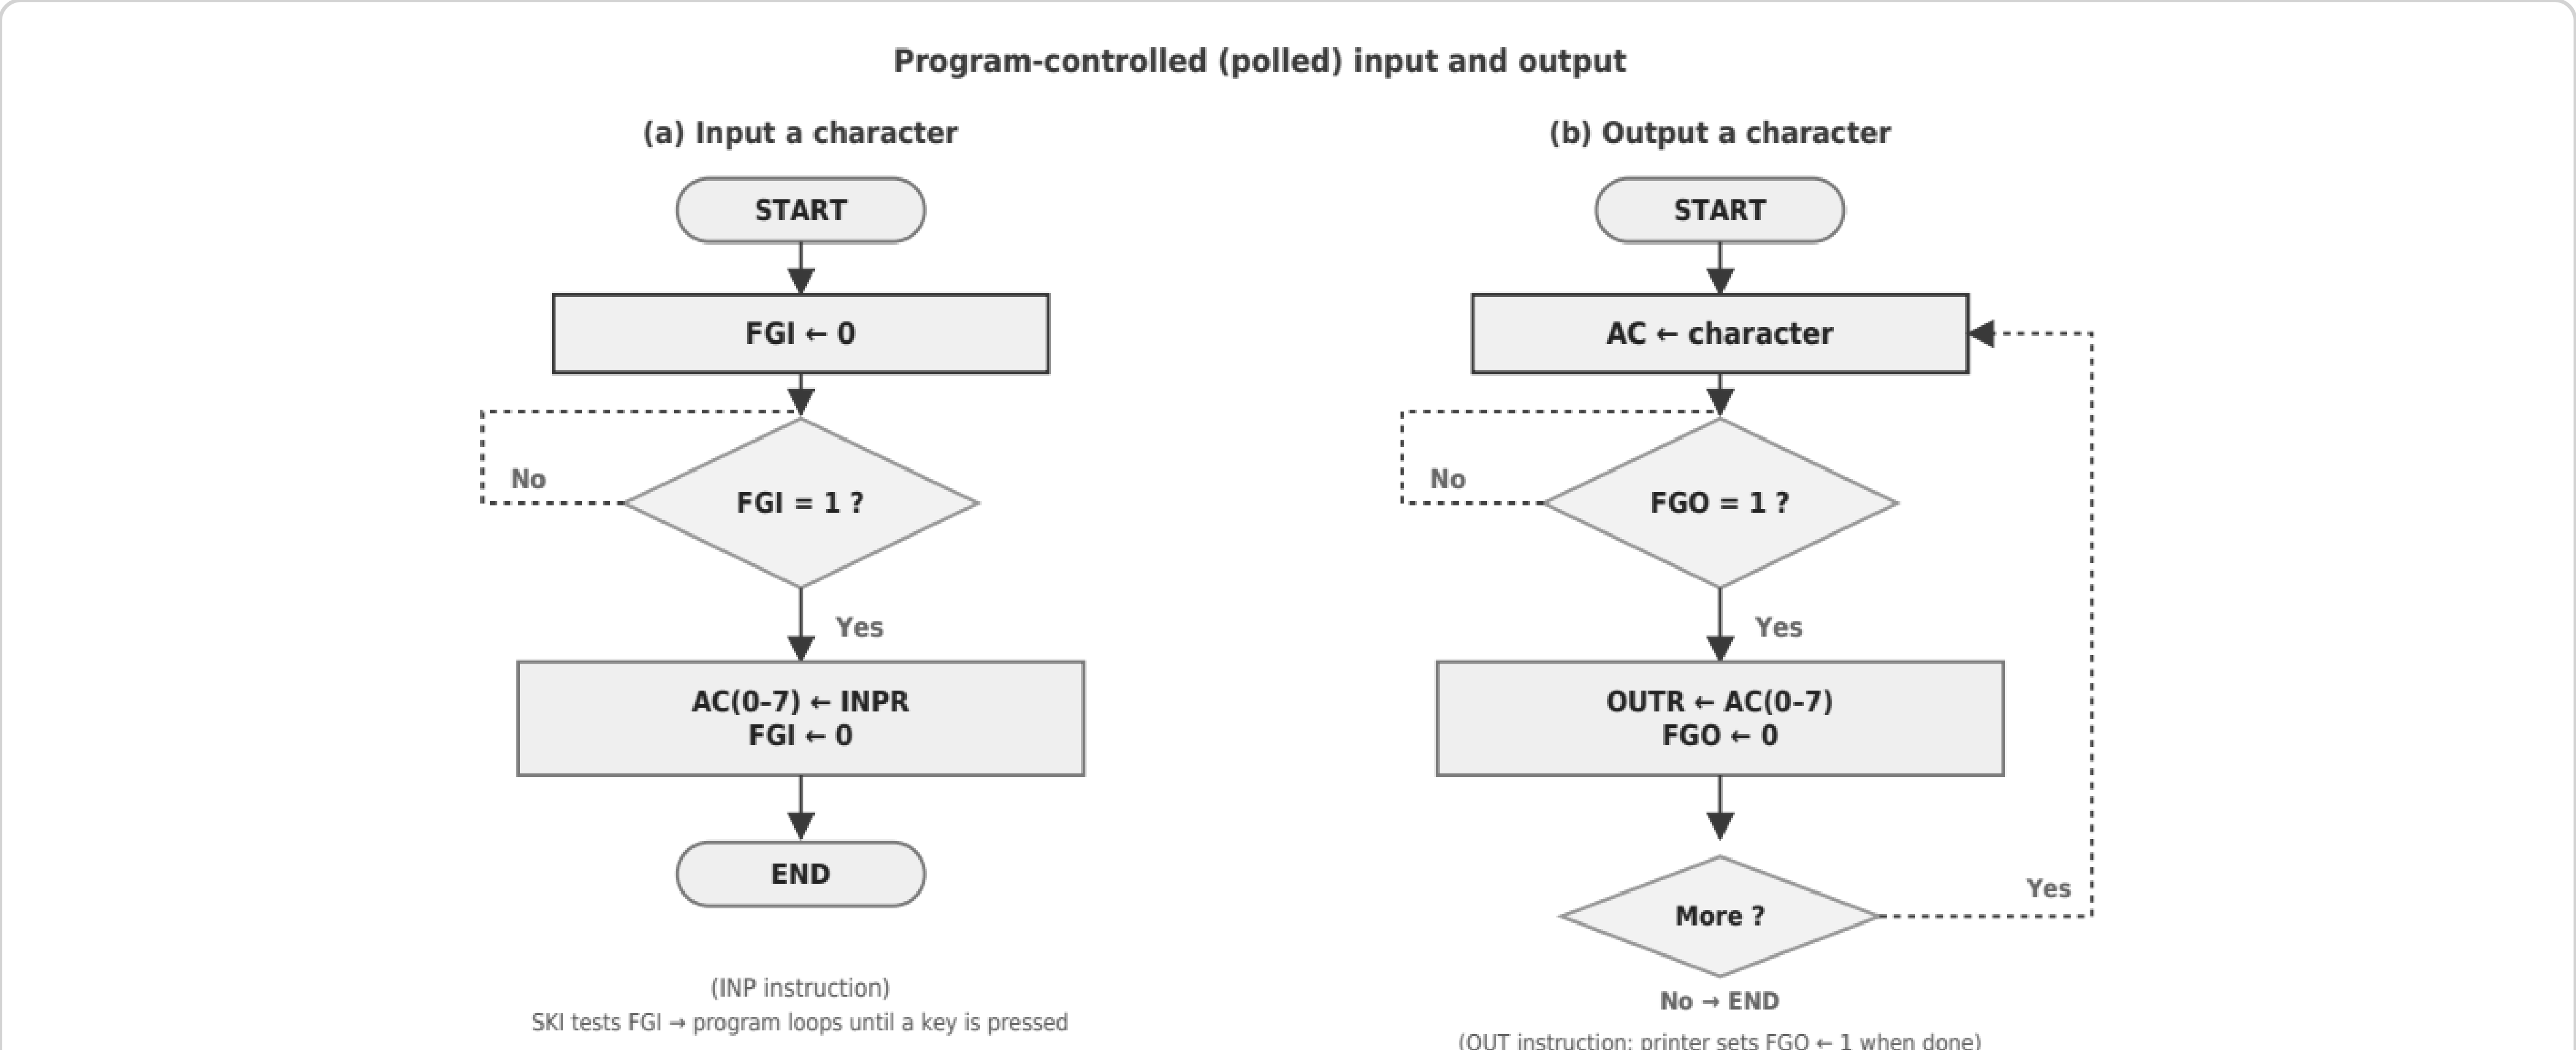 Program-controlled (polled) input and output
(a) Input a character
START
FGI ← 0
No
FGI = 1 ?
Yes
AC(0–7) ← INPR
FGI ← 0
END
(INP instruction)
SKI tests FGI → program loops until a key is pressed
(b) Output a character
START
AC ← character
No
FGO = 1 ?
Yes
OUTR ← AC(0–7)
FGO ← 0
More ?
Yes
No → END
(OUT instruction: printer sets FGO ← 1 when done)